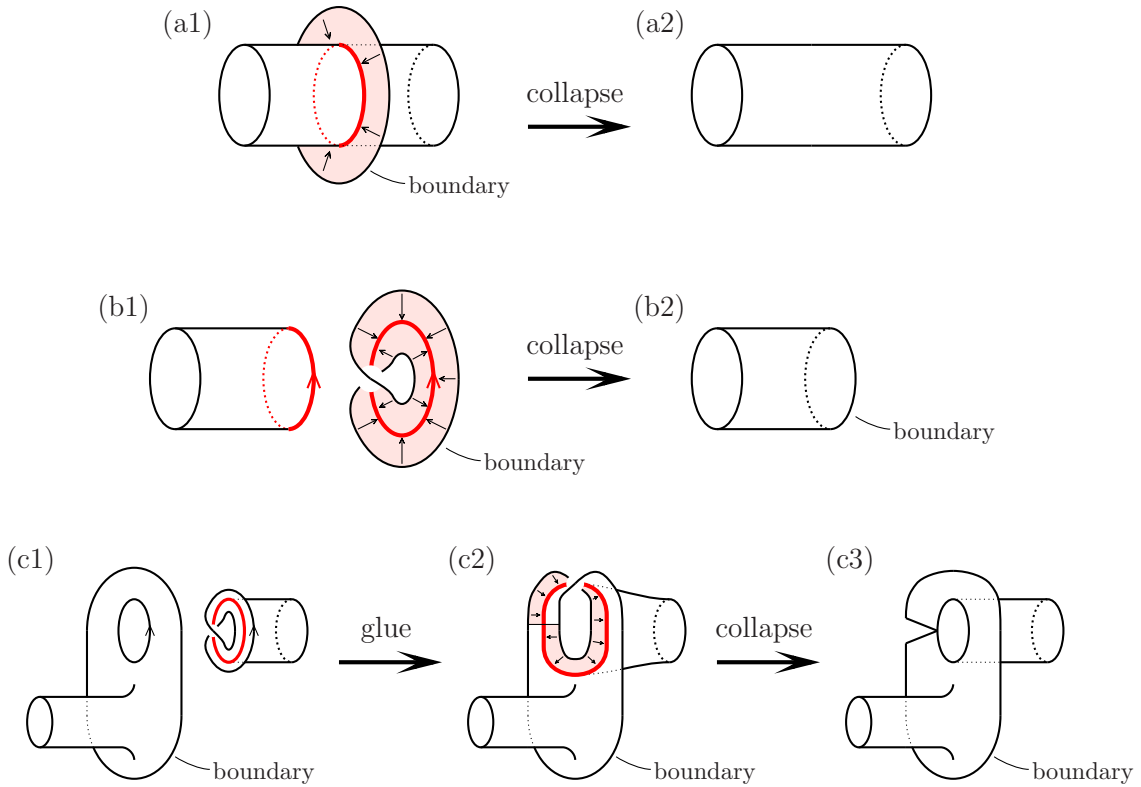 (a1)
collapse
(a2)
boundary
(b1)
collapse
(b2)
boundary
boundary
(c1)
glue
(c2)
collapse
(c3)
boundary
boundary
boundary